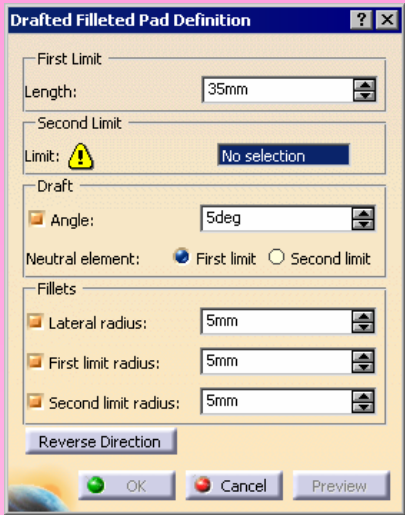 Drafted Filleted Pad Definition ? X
First Limit
Length: 35mm
Second Limit
Limit: No selection
Draft
Angle: 5deg
Neutral element: First limit Second limit
Fillets
Lateral radius: 5mm
First limit radius: 5mm
Second limit radius: 5mm
Reverse Direction
OK Cancel Preview